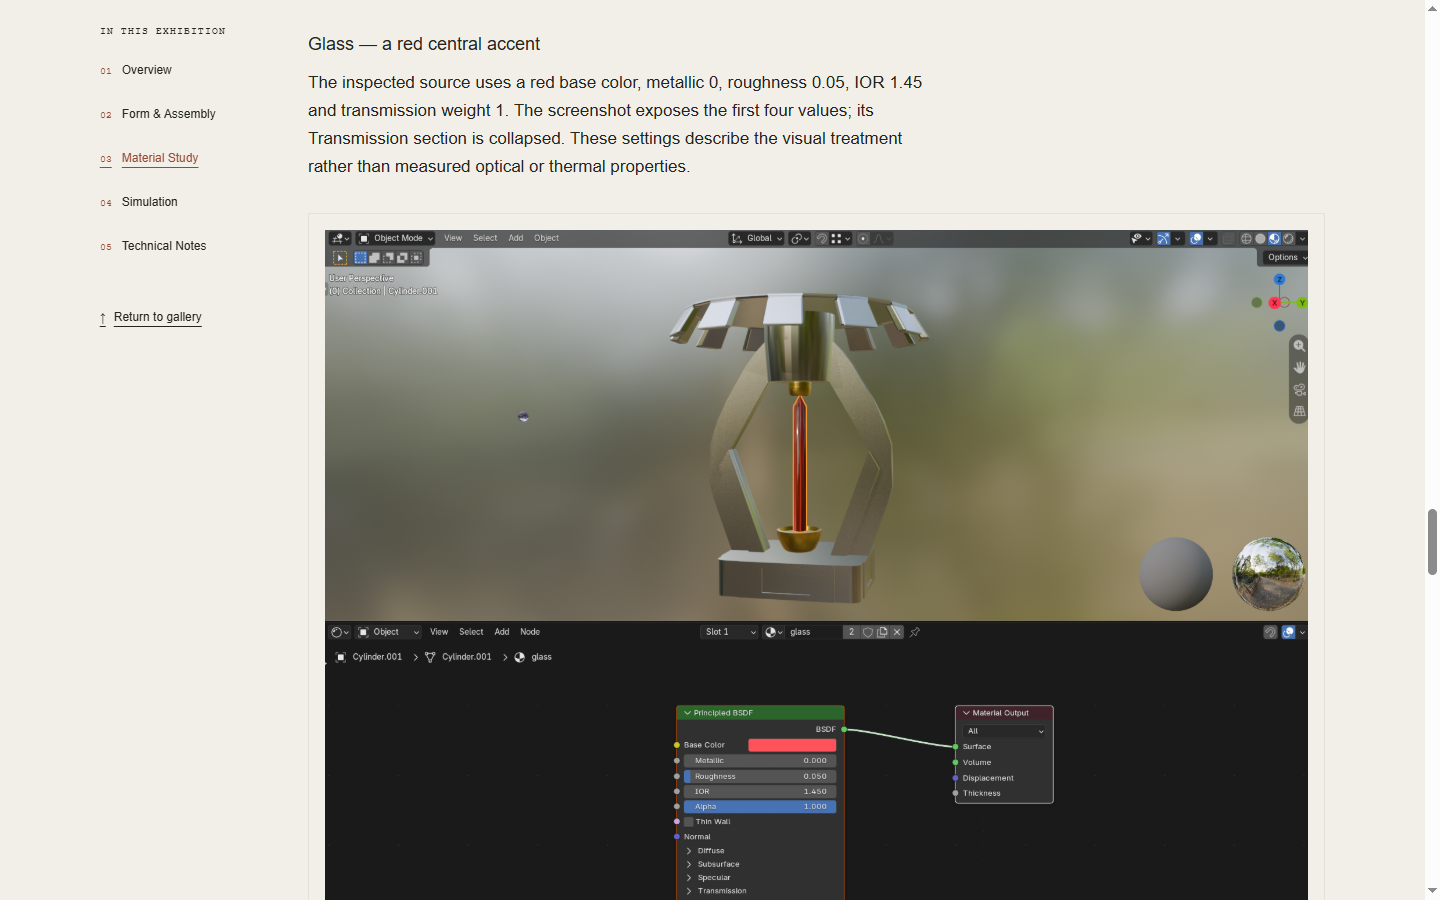 IN THIS EXHIBITION
01 Overview
02 Form & Assembly
03 Material Study
04 Simulation
05 Technical Notes
↑ Return to gallery
Glass — a red central accent
The inspected source uses a red base color, metallic 0, roughness 0.05, IOR 1.45
and transmission weight 1. The screenshot exposes the first four values; its
Transmission section is collapsed. These settings describe the visual treatment
rather than measured optical or thermal properties.
Object Mode View Select Add Object Global
Options
User Perspective
(0) Collection | Cylinder.001
Z
X
Y
Object View Select Add Node Slot 1 glass 2
Cylinder.001 > Cylinder.001 > glass
Principled BSDF
BSDF
Base Color
Metallic 0.000
Roughness 0.050
IOR 1.450
Alpha 1.000
Thin Wall
Normal
Diffuse
Subsurface
Specular
Transmission
Material Output
All
Surface
Volume
Displacement
Thickness